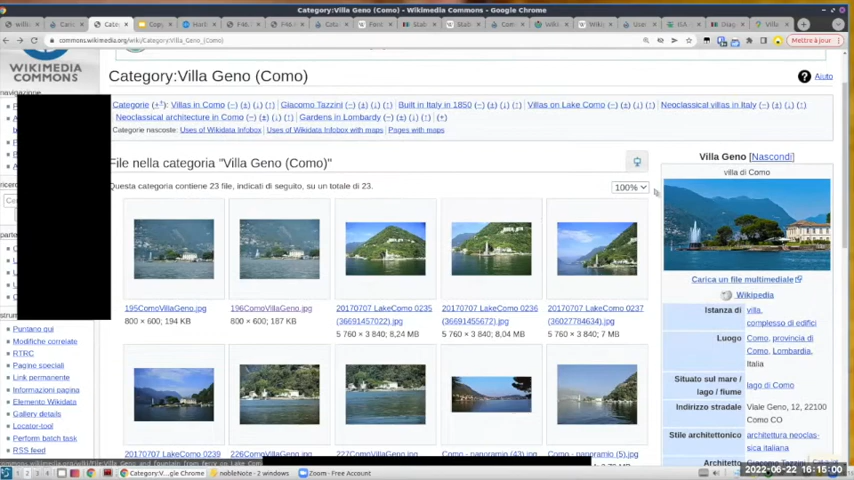 Category:Villa Geno (Como) - Wikimedia Commons - Google Chrome
commons.wikimedia.org/wiki/Category:Villa_Geno_(Como)
Mettre à jour
WIKIMEDIA
COMMONS
Category:Villa Geno (Como)
Aiuto
Categorie (+⁺): Villas in Como (−) (±) (↓) (↑) Giacomo Tazzini (−) (±) (↓) (↑) Built in Italy in 1850 (−) (±) (↓) (↑) Villas on Lake Como (−) (±) (↓) (↑) Neoclassical villas in Italy (−) (±) (↓) (↑)
Neoclassical architecture in Como (−) (±) (↓) (↑) Gardens in Lombardy (−) (±) (↓) (↑) (+)
Categorie nascoste: Uses of Wikidata Infobox Uses of Wikidata Infobox with maps Pages with maps
File nella categoria "Villa Geno (Como)"
Questa categoria contiene 23 file, indicati di seguito, su un totale di 23.
100%
Villa Geno [Nascondi]
villa di Como
Carica un file multimediale
Wikipedia
Istanza di
villa,
complesso di edifici
Luogo
Como, provincia di
Como, Lombardia,
Italia
Situato sul mare /
lago / fiume
lago di Como
Indirizzo stradale
Viale Geno, 12, 22100
Como CO
Stile architettonico
architettura neoclas-
sica italiana
Architetto
195ComoVillaGeno.jpg
800 × 600; 194 KB
196ComoVillaGeno.jpg
800 × 600; 187 KB
20170707 LakeComo 0235
(36691457022).jpg
5 760 × 3 840; 8,24 MB
20170707 LakeComo 0236
(36691455672).jpg
5 760 × 3 840; 8,04 MB
20170707 LakeComo 0237
(36027784634).jpg
5 760 × 3 840; 7 MB
20170707 LakeComo 0239
226ComoVillaGeno.jpg
227ComoVillaGeno.jpg
Como - panoramio (43).jpg
Como - panoramio (5).jpg
Puntano qui
Modifiche correlate
RTRC
Pagine speciali
Link permanente
Informazioni pagina
Elemento Wikidata
Gallery details
Locator-tool
Perform batch task
RSS feed
Category:V...gle Chrome
nobleNote - 2 windows
Zoom - Free Account
2022-06-22 16:15:00